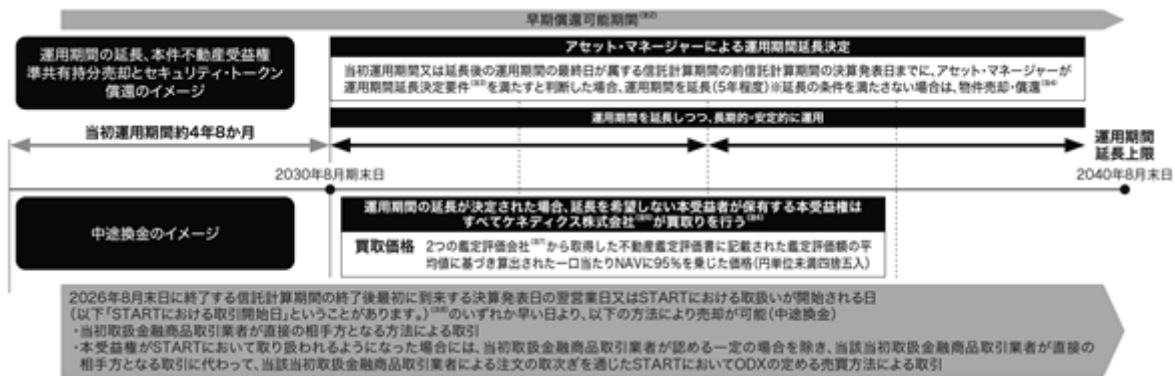 早期償還可能期間(注2)
運用期間の延長、本件不動産受益権
準共有持分売却とセキュリティ・トークン
償還のイメージ
アセット・マネージャーによる運用期間延長決定
当初運用期間又は延長後の運用期間の最終日が属する信託計算期間の前信託計算期間の決算発表日までに、アセット・マネージャーが
運用期間延長決定要件(注3)を満たすと判断した場合、運用期間を延長(5年程度)※延長の条件を満たさない場合は、物件売却・償還(注4)
当初運用期間約4年8か月
運用期間を延長しつつ、長期的・安定的に運用
運用期間
延長上限
2030年8月期末日
2040年8月末日
中途換金のイメージ
運用期間の延長が決定された場合、延長を希望しない本受益者が保有する本受益権は
すべてケネディクス株式会社(注5)が買取りを行う(注6)
買取価格 2つの鑑定評価会社(注7)から取得した不動産鑑定評価書に記載された鑑定評価額の平
均値に基づき算出された一口当たりNAVに95%を乗じた価格(円単位未満四捨五入)
2026年8月末日に終了する信託計算期間の終了後最初に到来する決算発表日の翌営業日又はSTARTにおける取扱いが開始される日
(以下「STARTにおける取引開始日」ということがあります。)(注8)のいずれか早い日より、以下の方法により売却が可能(中途換金)
・当初取扱金融商品取引業者が直接の相手方となる方法による取引
・本受益権がSTARTにおいて取り扱われるようになった場合には、当初取扱金融商品取引業者が認める一定の場合を除き、当該当初取扱金融商品取引業者が直接の
相手方となる取引に代わって、当該当初取扱金融商品取引業者による注文の取次ぎを通じたSTARTにおいてODXの定める売買方法による取引